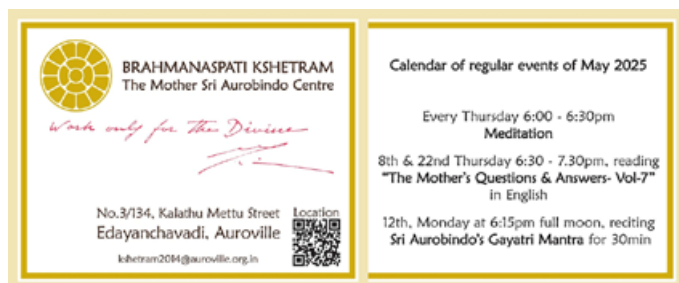 BRAHMANASPATI KSHETRAM
The Mother Sri Aurobindo Centre
Work only for the Divine
No.3/134, Kalathu Mettu Street
Location
Edayanchavadi, Auroville
kshetram2014@auroville.org.in
Calendar of regular events of May 2025
Every Thursday 6:00 - 6:30pm
Meditation
8th & 22nd Thursday 6:30 - 7.30pm, reading
"The Mother's Questions & Answers- Vol-7"
in English
12th, Monday at 6:15pm full moon, reciting
Sri Aurobindo's Gayatri Mantra for 30min